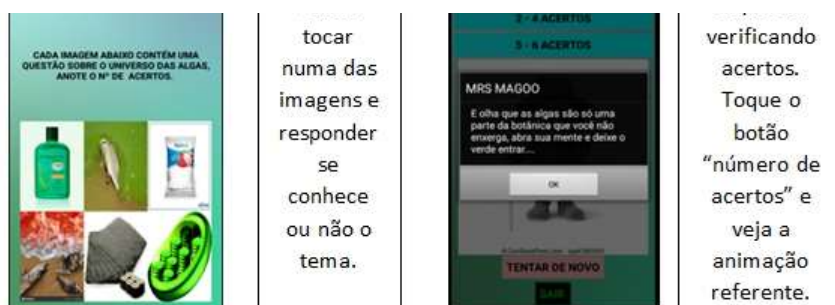 CADA IMAGEM ABAIXO CONTÉM UMA
QUESTÃO SOBRE O UNIVERSO DAS ALGAS,
ANOTE O Nº DE ACERTOS.
tocar
numa das
imagens e
responder
se
conhece
ou não o
tema.
2 - 4 ACERTOS
5 - 6 ACERTOS
MRS MAGOO
E olha que as algas são só uma
parte da botânica que você não
enxerga, abra sua mente e deixe o
verde entrar....
OK
TENTAR DE NOVO
SAIR
verificando
acertos.
Toque o
botão
“número de
acertos” e
veja a
animação
referente.